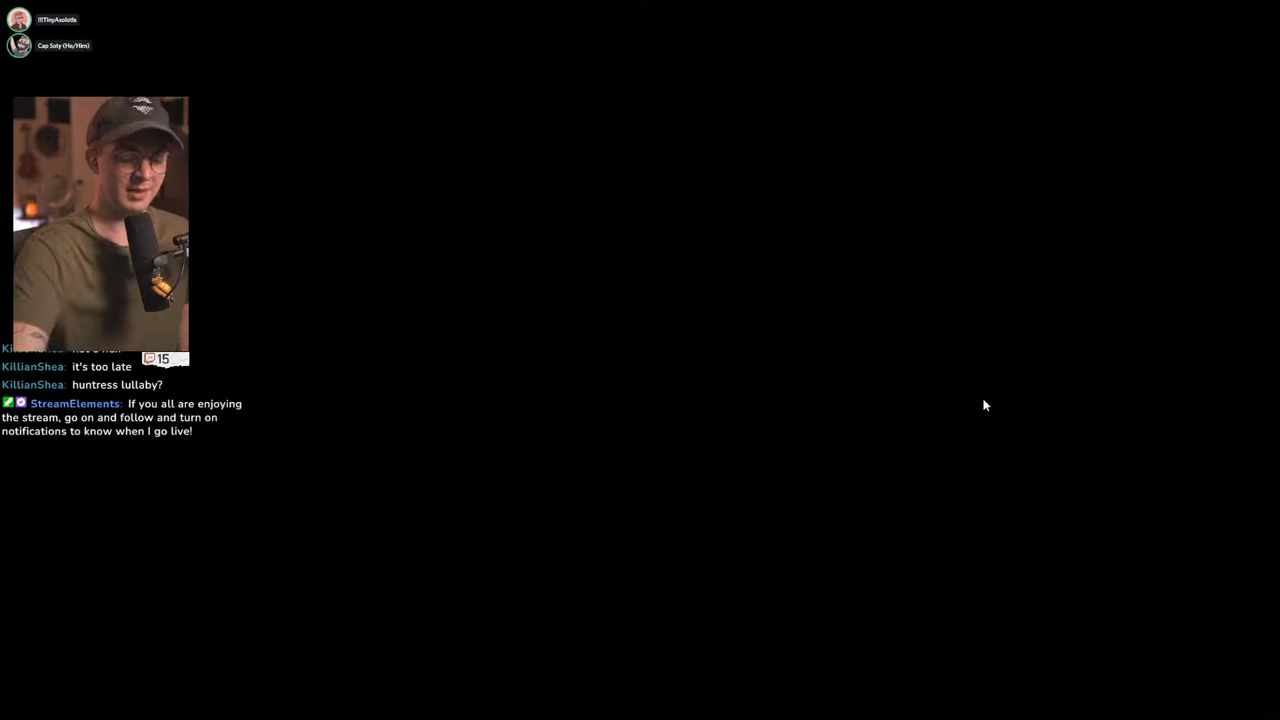 !!!TinyAxolotls
Cap Soty (He/Him)
KillianShea: it's too late
15
KillianShea: huntress lullaby?
StreamElements: If you all are enjoying
the stream, go on and follow and turn on
notifications to know when I go live!